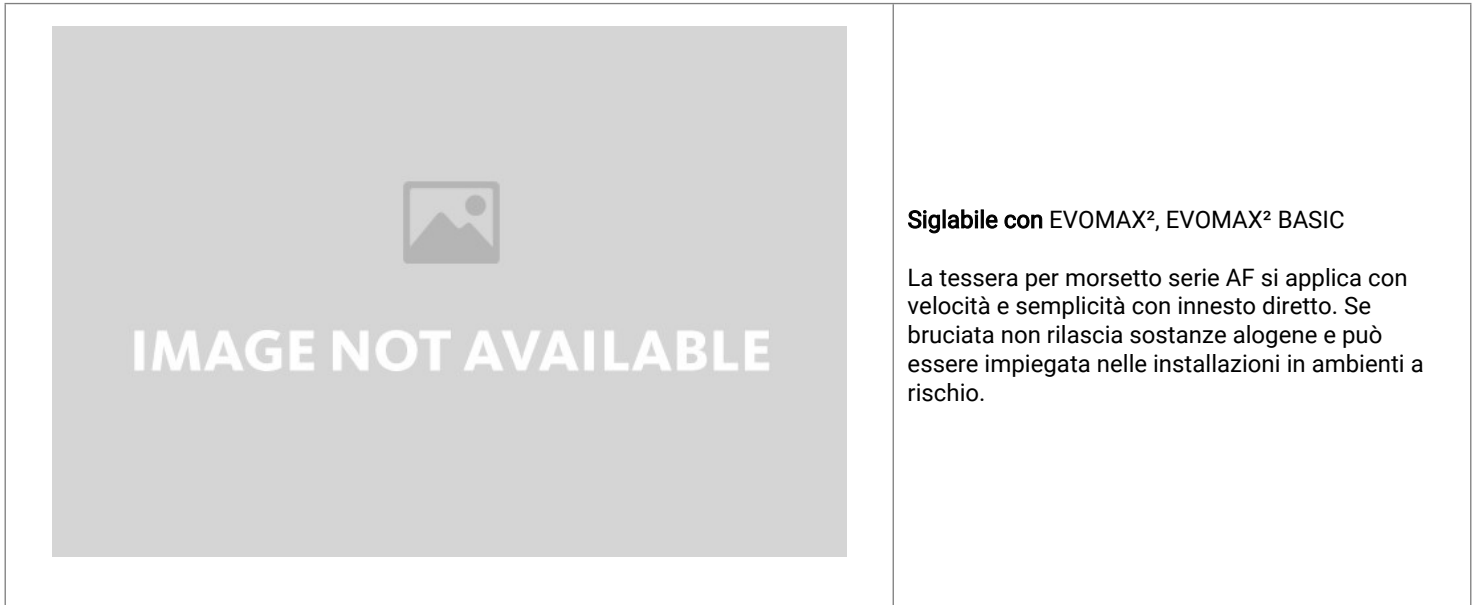 IMAGE NOT AVAILABLE
Siglabile con EVOMAX², EVOMAX² BASIC
La tessera per morsetto serie AF si applica con
velocità e semplicità con innesto diretto. Se
bruciata non rilascia sostanze alogene e può
essere impiegata nelle installazioni in ambienti a
rischio.